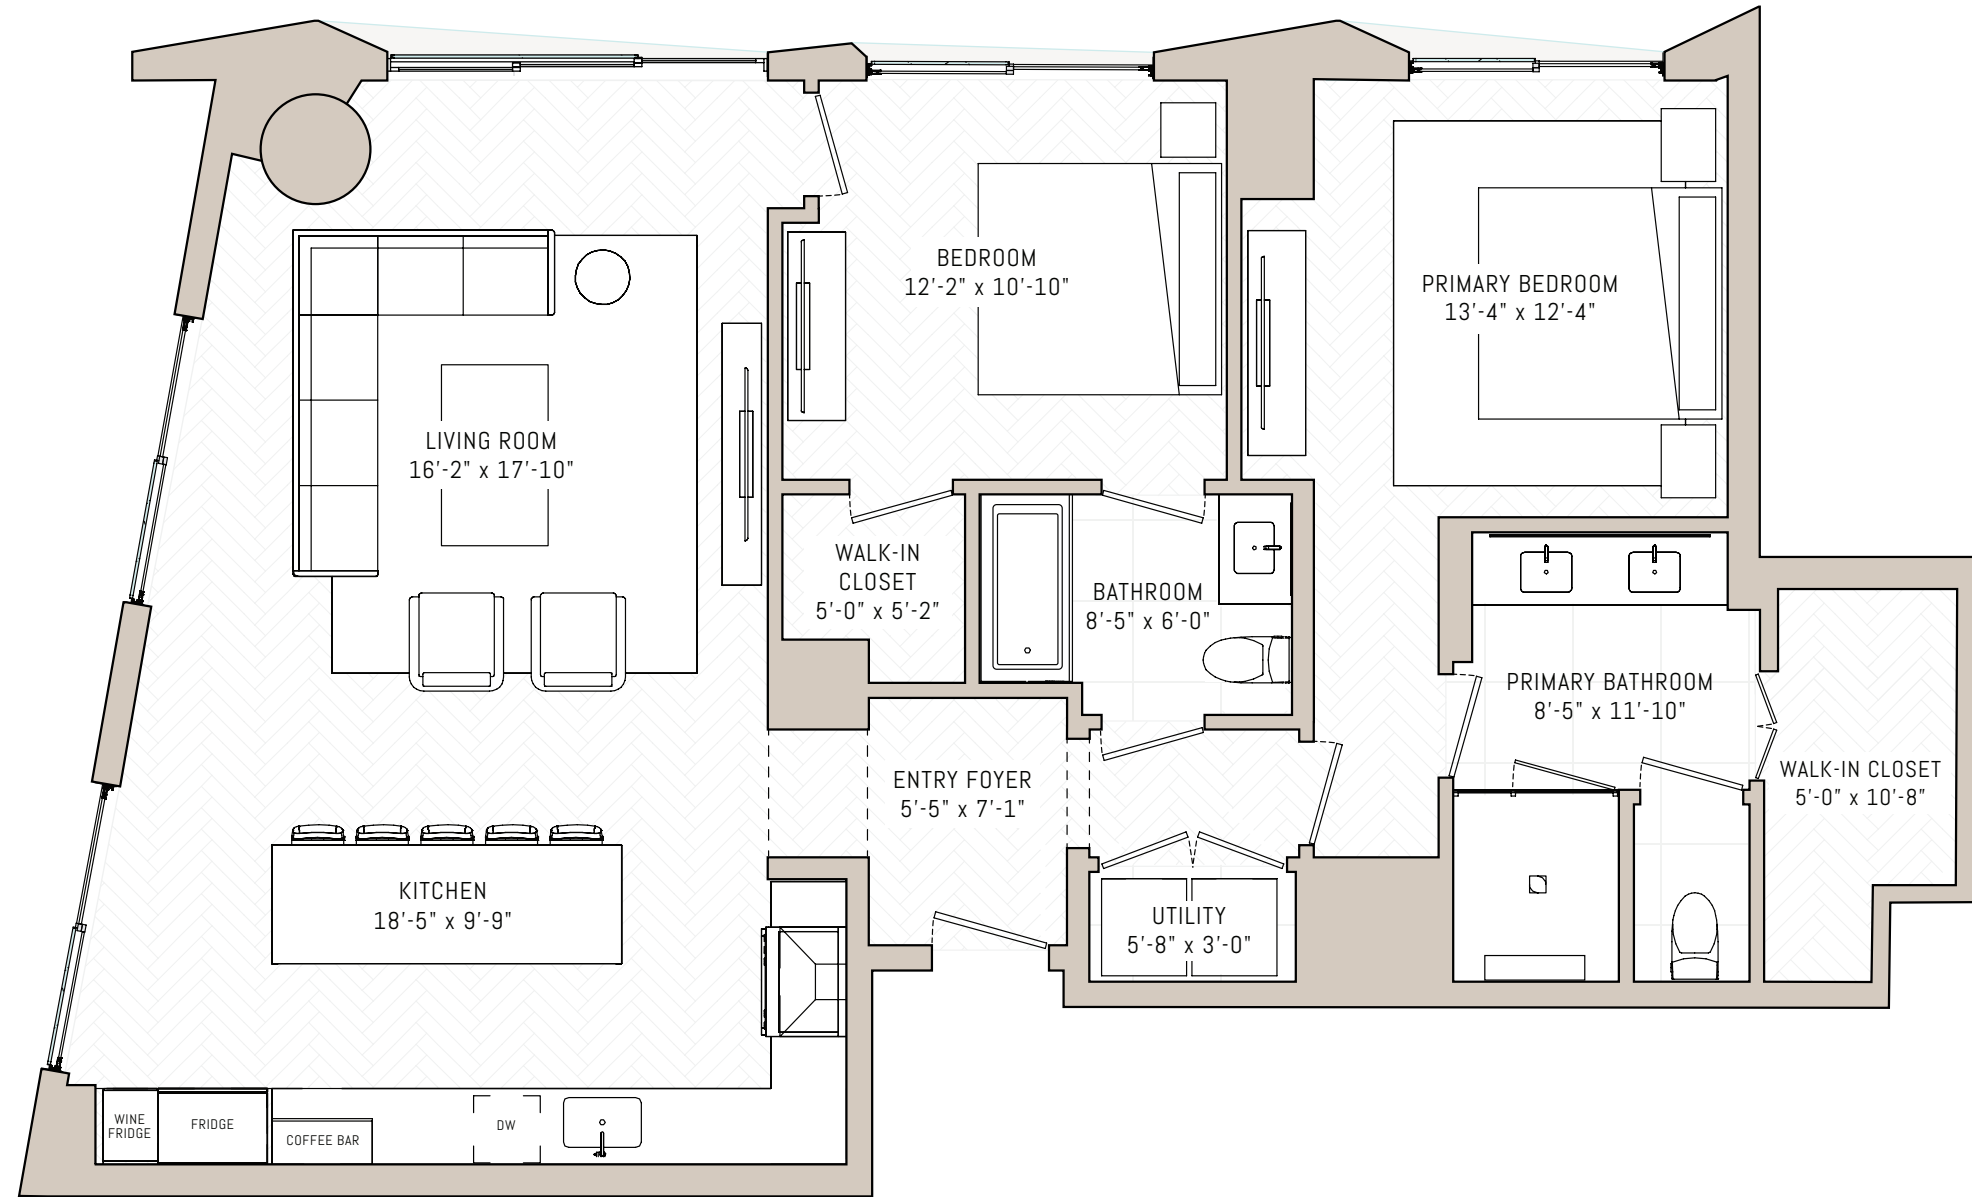 BEDROOM
12'-2" x 10'-10"
PRIMARY BEDROOM
13'-4" x 12'-4"
LIVING ROOM
16'-2" x 17'-10"
WALK-IN
CLOSET
5'-0" x 5'-2"
BATHROOM
8'-5" x 6'-0"
PRIMARY BATHROOM
8'-5" x 11'-10"
WALK-IN CLOSET
5'-0" x 10'-8"
ENTRY FOYER
5'-5" x 7'-1"
KITCHEN
18'-5" x 9'-9"
UTILITY
5'-8" x 3'-0"
WINE
FRIDGE
FRIDGE
COFFEE BAR
DW